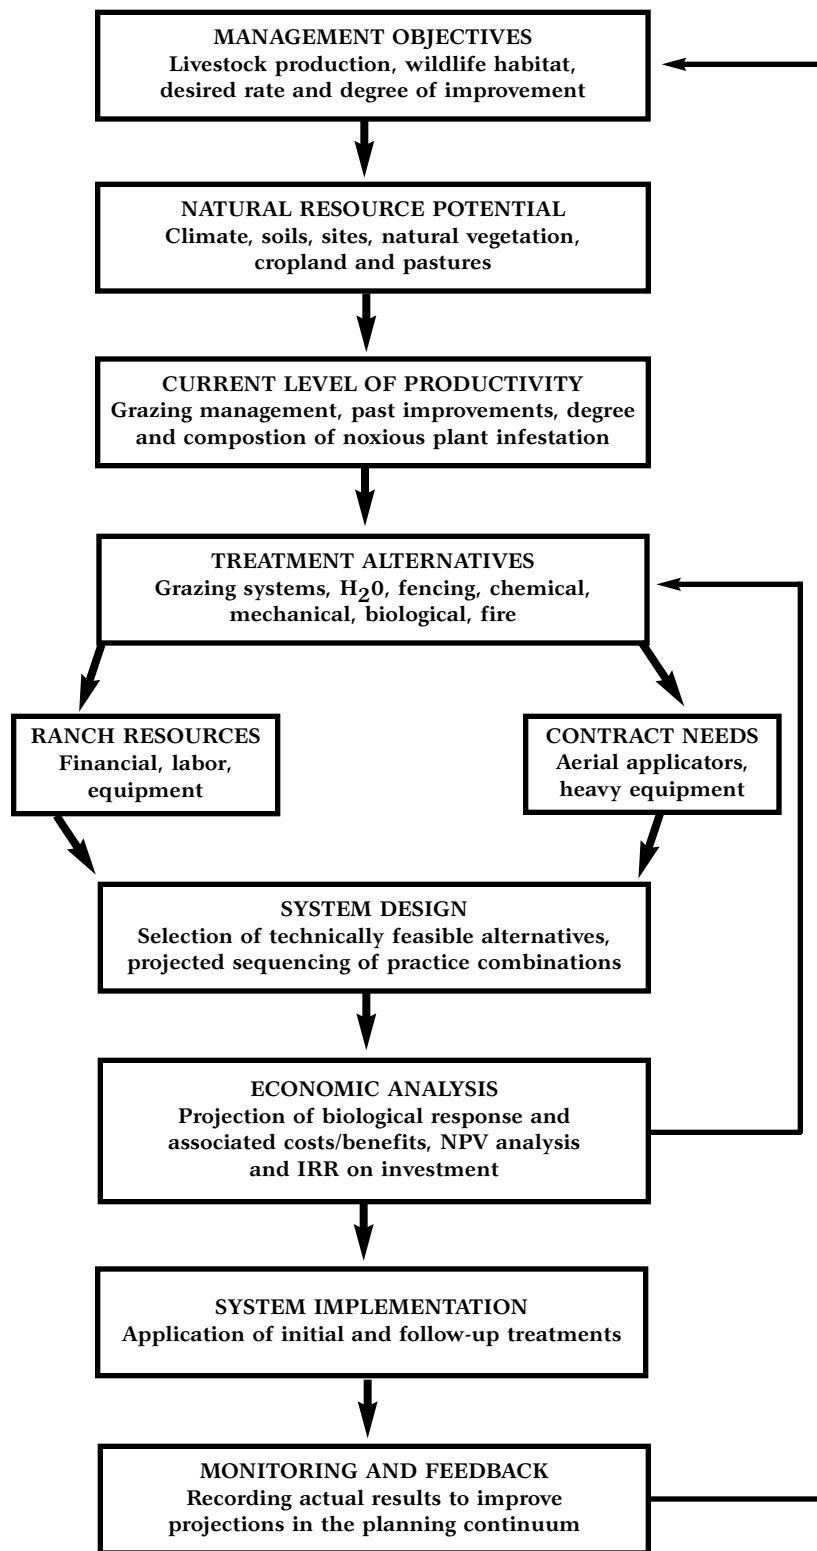 MANAGEMENT OBJECTIVES
Livestock production, wildlife habitat,
desired rate and degree of improvement
NATURAL RESOURCE POTENTIAL
Climate, soils, sites, natural vegetation,
cropland and pastures
CURRENT LEVEL OF PRODUCTIVITY
Grazing management, past improvements, degree
and compostion of noxious plant infestation
TREATMENT ALTERNATIVES
Grazing systems, H20, fencing, chemical,
mechanical, biological, fire
RANCH RESOURCES
Financial, labor,
equipment
CONTRACT NEEDS
Aerial applicators,
heavy equipment
SYSTEM DESIGN
Selection of technically feasible alternatives,
projected sequencing of practice combinations
ECONOMIC ANALYSIS
Projection of biological response and
associated costs/benefits, NPV analysis
and IRR on investment
SYSTEM IMPLEMENTATION
Application of initial and follow-up treatments
MONITORING AND FEEDBACK
Recording actual results to improve
projections in the planning continuum